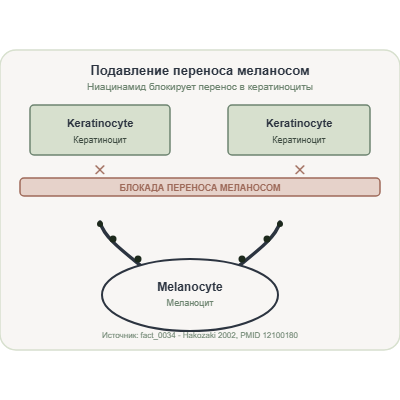 Подавление переноса меланосом
Ниацинамид блокирует перенос в кератиноциты
Keratinocyte
Кератиноцит
Keratinocyte
Кератиноцит
БЛОКАДА ПЕРЕНОСА МЕЛАНОСОМ
Melanocyte
Меланоцит
Источник: fact_0034 - Hakozaki 2002, PMID 12100180